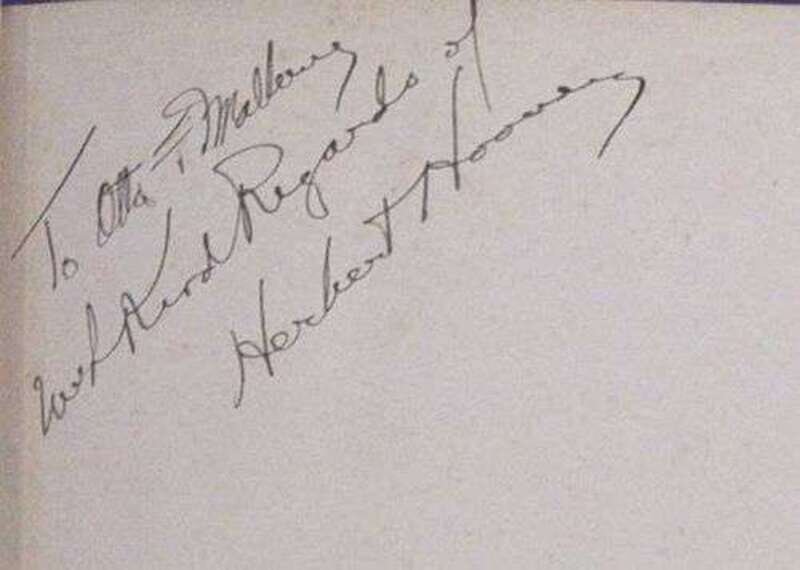 To Otto T Mallery
with Kind Regards of
Herbert Hoover